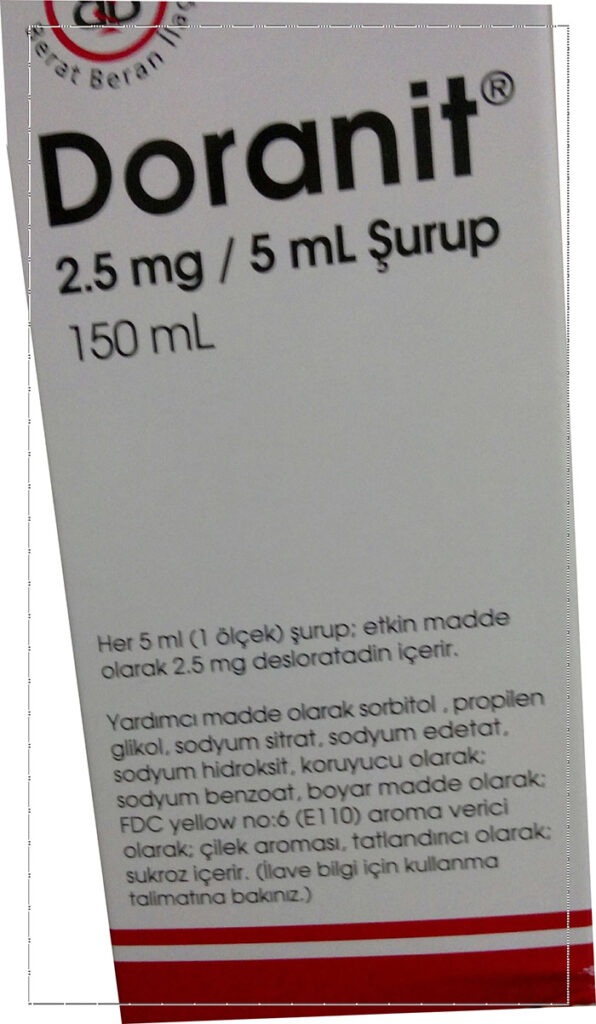 Berat Beran İlaç
Doranit®
2.5 mg / 5 mL Şurup
150 mL
Her 5 ml (1 ölçek) şurup; etkin madde
olarak 2.5 mg desloratadin içerir.
Yardımcı madde olarak sorbitol , propilen
glikol, sodyum sitrat, sodyum edetat,
sodyum hidroksit, koruyucu olarak;
sodyum benzoat, boyar madde olarak;
FDC yellow no:6 (E110) aroma verici
olarak; çilek aroması, tatlandırıcı olarak;
sukroz içerir. (İlave bilgi için kullanma
talimatına bakınız.)